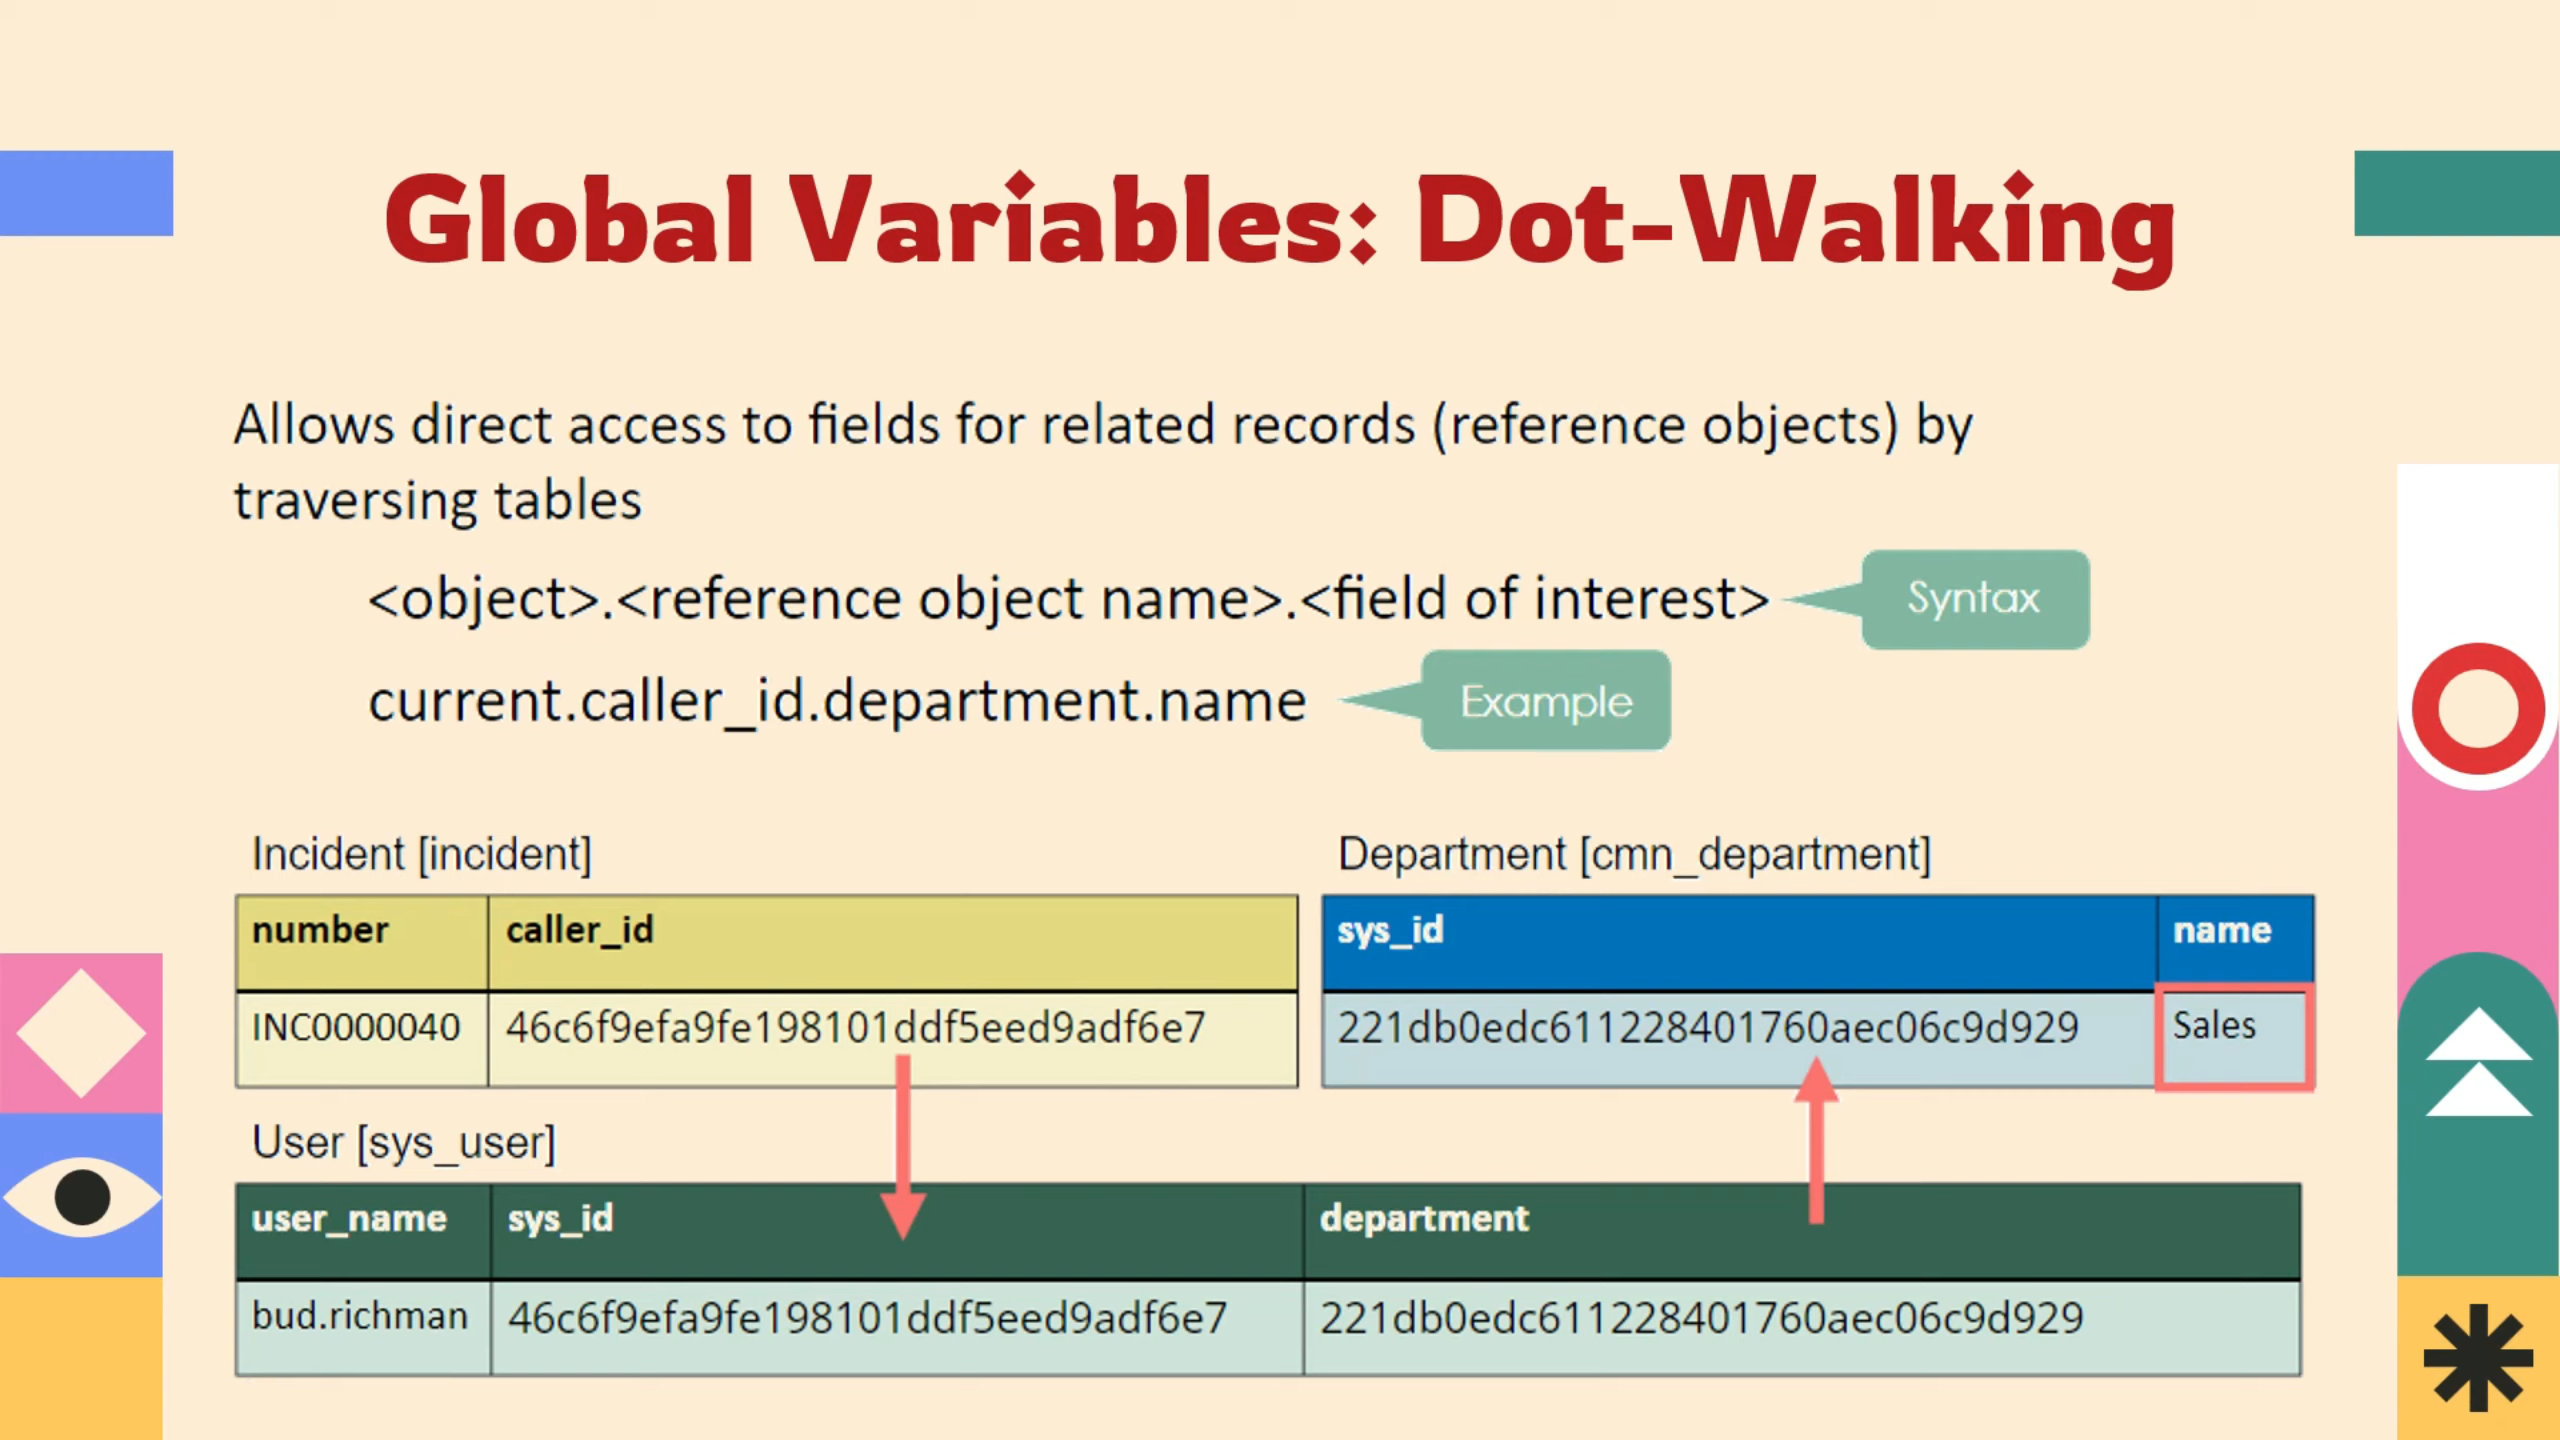 Global Variables: Dot-Walking
Allows direct access to fields for related records (reference objects) by
traversing tables
<object>.<reference object name>.<field of interest>
Syntax
current.caller_id.department.name
Example
Incident [incident]
number caller_id
INC0000040 46c6f9efa9fe198101ddf5eed9adf6e7
Department [cmn_department]
sys_id name
221db0edc611228401760aec06c9d929 Sales
User [sys_user]
user_name sys_id department
bud.richman 46c6f9efa9fe198101ddf5eed9adf6e7 221db0edc611228401760aec06c9d929